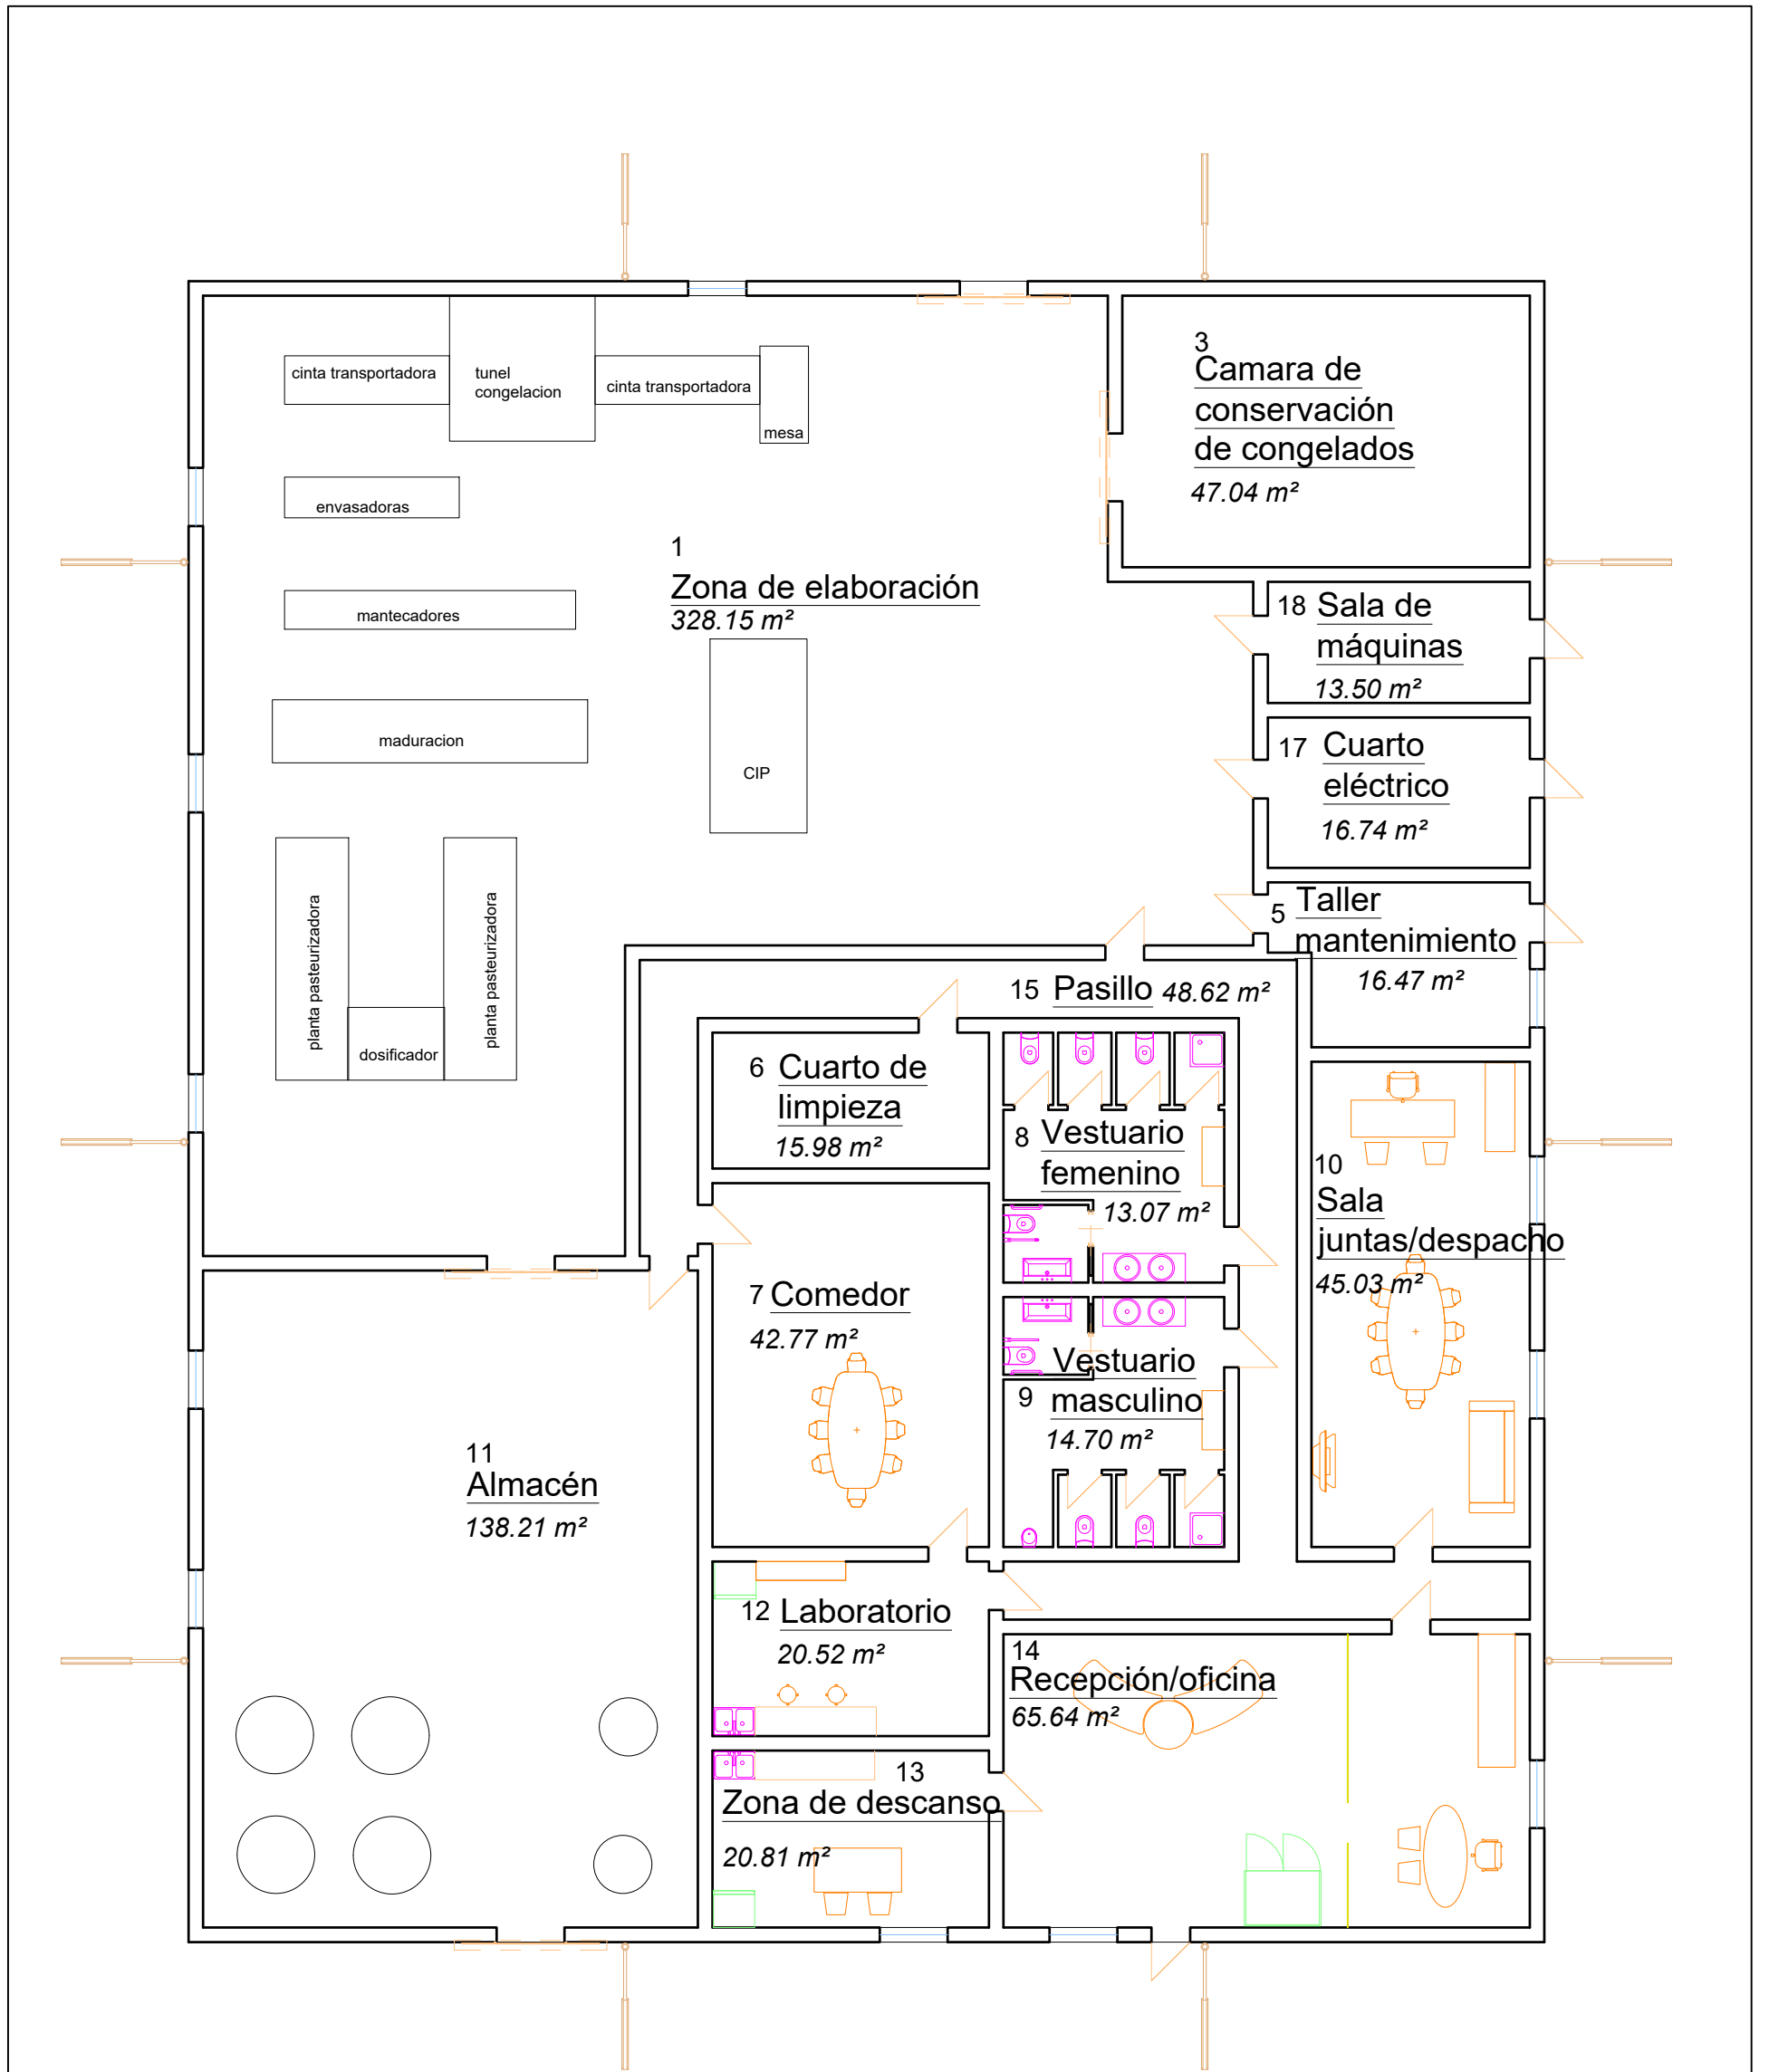 cinta transportadora
tunel
congelacion
cinta transportadora
mesa
envasadoras
mantecadores
maduracion
CIP
planta pasteurizadora
dosificador
planta pasteurizadora
1
Zona de elaboración
328.15 m²
3
Camara de
conservación
de congelados
47.04 m²
18 Sala de
máquinas
13.50 m²
17 Cuarto
eléctrico
16.74 m²
5 Taller
mantenimiento
16.47 m²
15 Pasillo 48.62 m²
6 Cuarto de
limpieza
15.98 m²
8 Vestuario
femenino
13.07 m²
10
Sala
juntas/despacho
45.03 m²
7 Comedor
42.77 m²
Vestuario
9 masculino
14.70 m²
11
Almacén
138.21 m²
12 Laboratorio
20.52 m²
14
Recepción/oficina
65.64 m²
13
Zona de descanso
20.81 m²